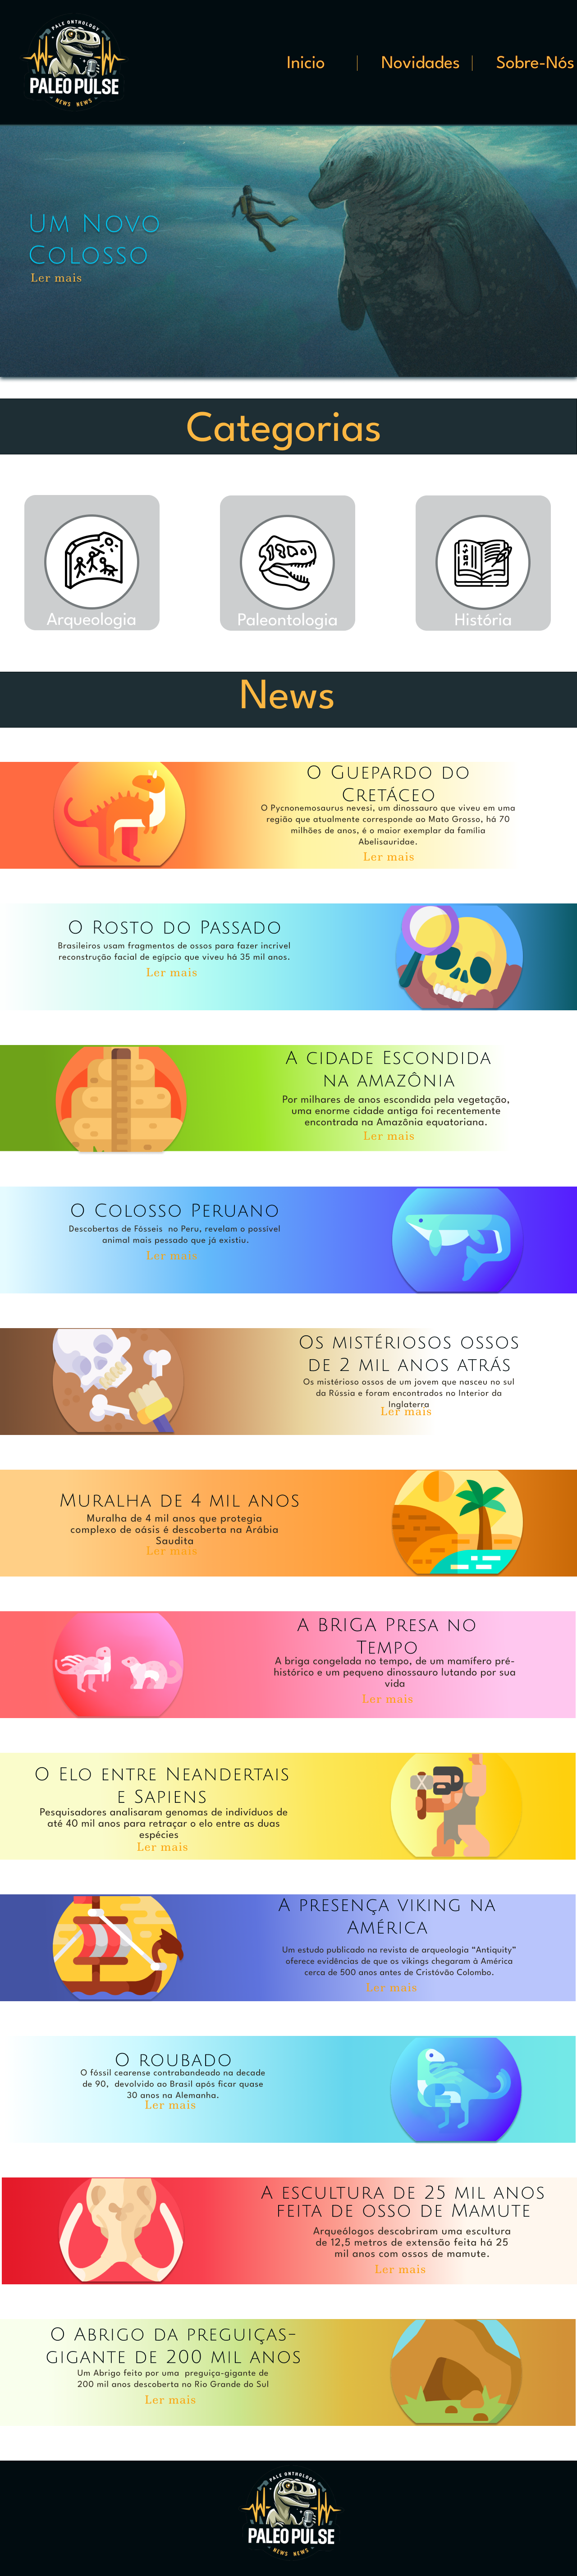 PALE ONTHOLOGY
PALEO PULSE
NEWS NEWS
Inicio | Novidades | Sobre-Nós
Um Novo
Colosso
Ler mais
Categorias
Arqueologia
Paleontologia
História
News
O Guepardo do
Cretáceo
O Pycnonemosaurus nevesi, um dinossauro que viveu em uma
região que atualmente corresponde ao Mato Grosso, há 70
milhões de anos, é o maior exemplar da família
Abelisauridae.
Ler mais
O Rosto do Passado
Brasileiros usam fragmentos de ossos para fazer incrivel
reconstrução facial de egípcio que viveu há 35 mil anos.
Ler mais
A cidade Escondida
na amazônia
Por milhares de anos escondida pela vegetação,
uma enorme cidade antiga foi recentemente
encontrada na Amazônia equatoriana.
Ler mais
O Colosso Peruano
Descobertas de Fósseis no Peru, revelam o possível
animal mais pessado que já existiu.
Ler mais
Os mistériosos ossos
de 2 mil anos atrás
Os mistérioso ossos de um jovem que nasceu no sul
da Rússia e foram encontrados no Interior da
Inglaterra
Ler mais
Muralha de 4 mil anos
Muralha de 4 mil anos que protegia
complexo de oásis é descoberta na Arábia
Saudita
Ler mais
A BRIGA Presa no
Tempo
A briga congelada no tempo, de um mamífero pré-
histórico e um pequeno dinossauro lutando por sua
vida
Ler mais
O Elo entre Neandertais
e Sapiens
Pesquisadores analisaram genomas de indivíduos de
até 40 mil anos para retraçar o elo entre as duas
espécies
Ler mais
A presença viking na
América
Um estudo publicado na revista de arqueologia "Antiquity"
oferece evidências de que os vikings chegaram à América
cerca de 500 anos antes de Cristóvão Colombo.
Ler mais
O roubado
O fóssil cearense contrabandeado na decade
de 90, devolvido ao Brasil após ficar quase
30 anos na Alemanha.
Ler mais
A escultura de 25 mil anos
feita de osso de Mamute
Arqueólogos descobriram uma escultura
de 12,5 metros de extensão feita há 25
mil anos com ossos de mamute.
Ler mais
O Abrigo da preguiças-
gigante de 200 mil anos
Um Abrigo feito por uma preguiça-gigante de
200 mil anos descoberta no Rio Grande do Sul
Ler mais
PALE ONTHOLOGY
PALEO PULSE
NEWS NEWS